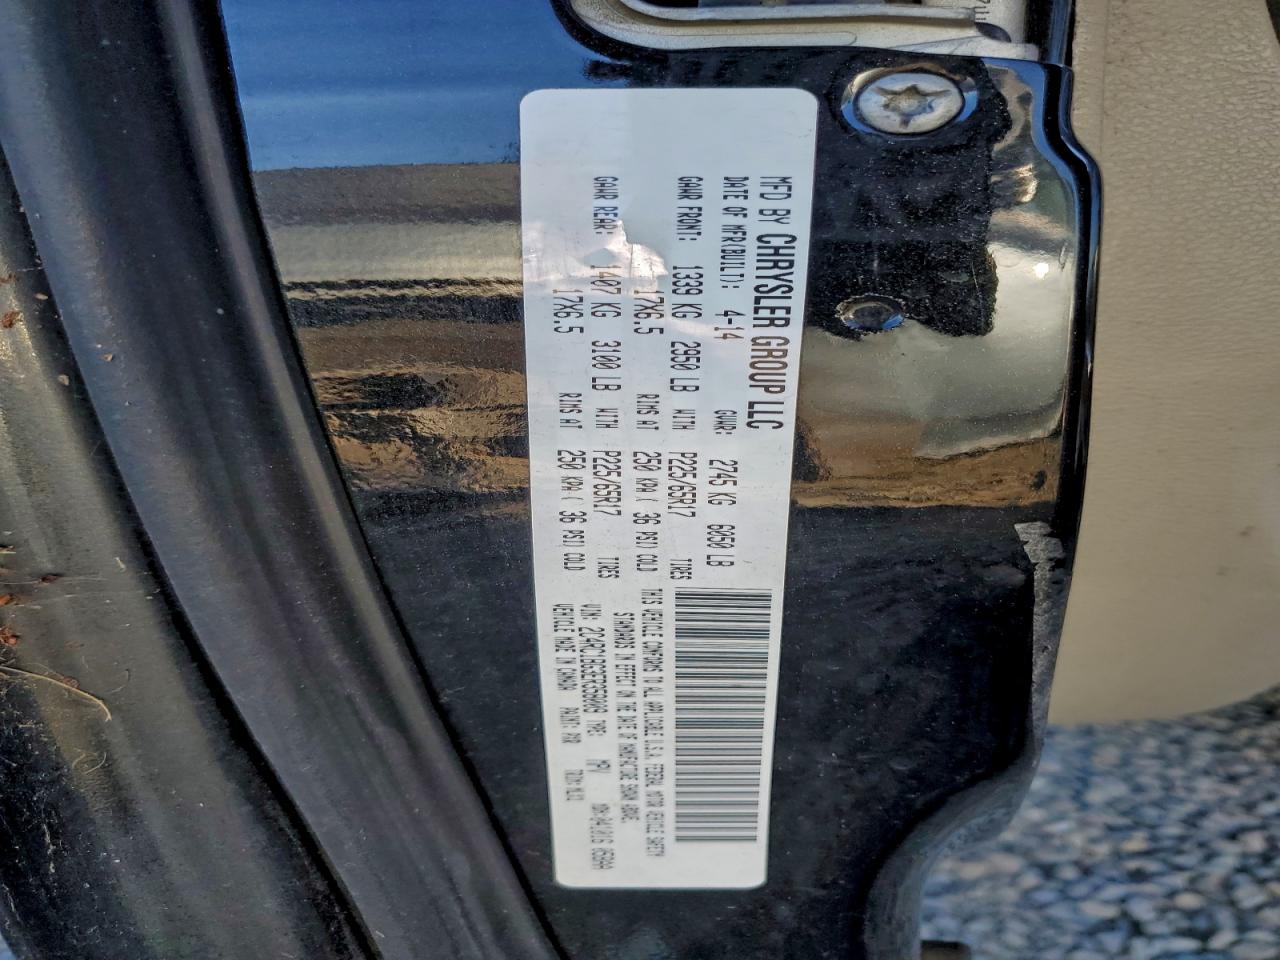 MFD BY CHRYSLER GROUP LLC
DATE OF MFR(BUILT): 4-14 GVWR: 2745 KG 6050 LB
GAWR FRONT: 1339 KG 2950 LB WITH P225/65R17 TIRES
17X6.5 RIMS AT 250 KPA ( 36 PSI) COLD
GAWR REAR: 1407 KG 3100 LB WITH P225/65R17 TIRES
17X6.5 RIMS AT 250 KPA ( 36 PSI) COLD
THIS VEHICLE CONFORMS TO ALL APPLICABLE U.S.A. FEDERAL MOTOR VEHICLE SAFETY
STANDARDS IN EFFECT ON THE DATE OF MANUFACTURE SHOWN ABOVE.
VIN: TYPE: MPV
VEHICLE MADE IN CANADA PAINT: PXR